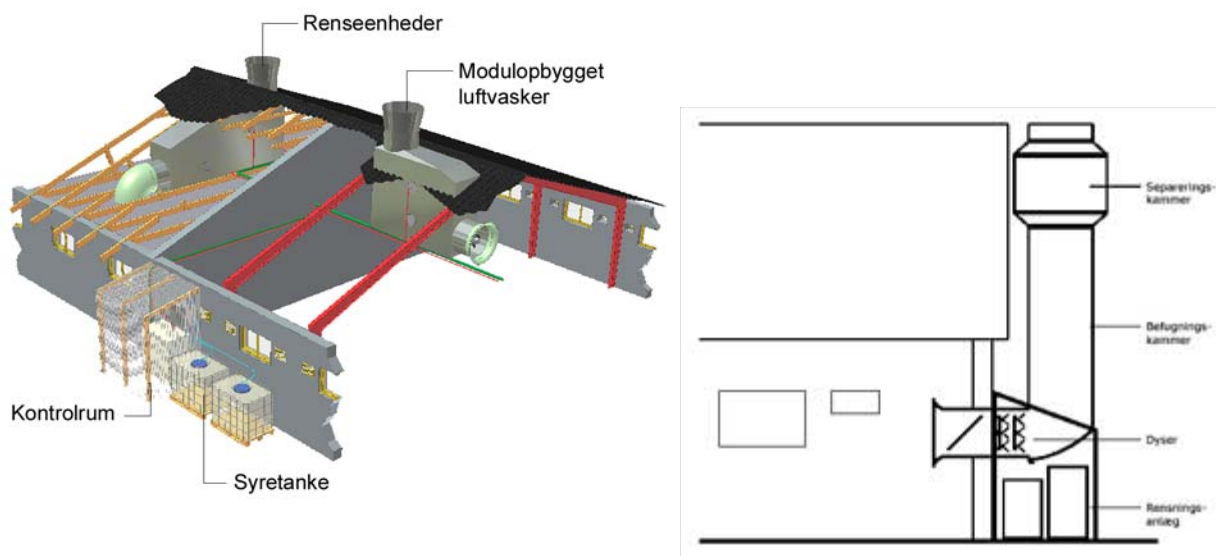 Renseenheder
Modulopbygget
luftvasker
Kontrolrum
Syretanke
Separerings-
kammer
Befugnings-
kammer
Dyser
Rensnings-
anlæg